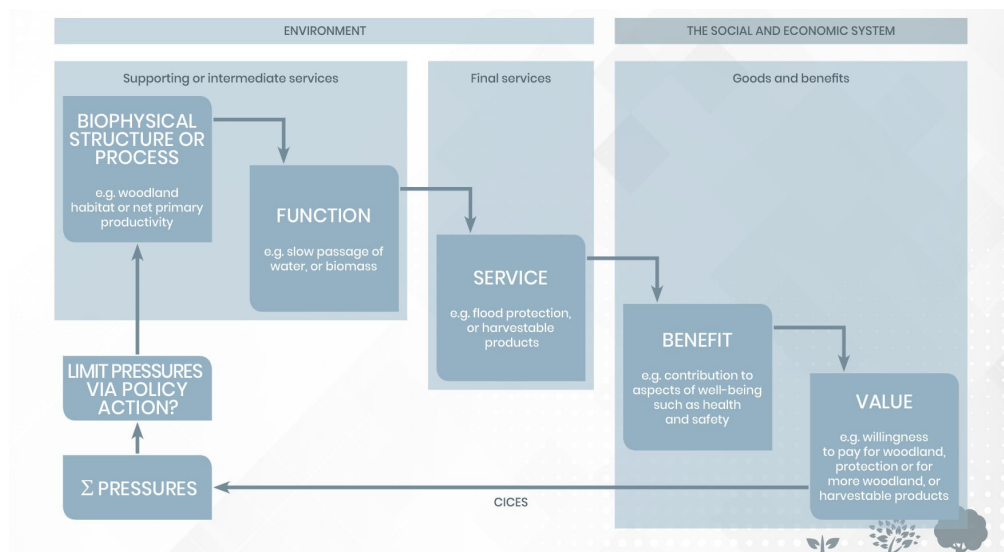 ENVIRONMENT
THE SOCIAL AND ECONOMIC SYSTEM
Supporting or intermediate services
Final services
Goods and benefits
BIOPHYSICAL
STRUCTURE OR
PROCESS
e.g. woodland
habitat or net primary
productivity
FUNCTION
e.g. slow passage of
water, or biomass
SERVICE
e.g. flood protection,
or harvestable
products
BENEFIT
e.g. contribution to
aspects of well-being
such as health
and safety
VALUE
e.g. willingness
to pay for woodland,
protection or for
more woodland, or
harvestable products
LIMIT PRESSURES
VIA POLICY
ACTION?
Σ PRESSURES
CICES